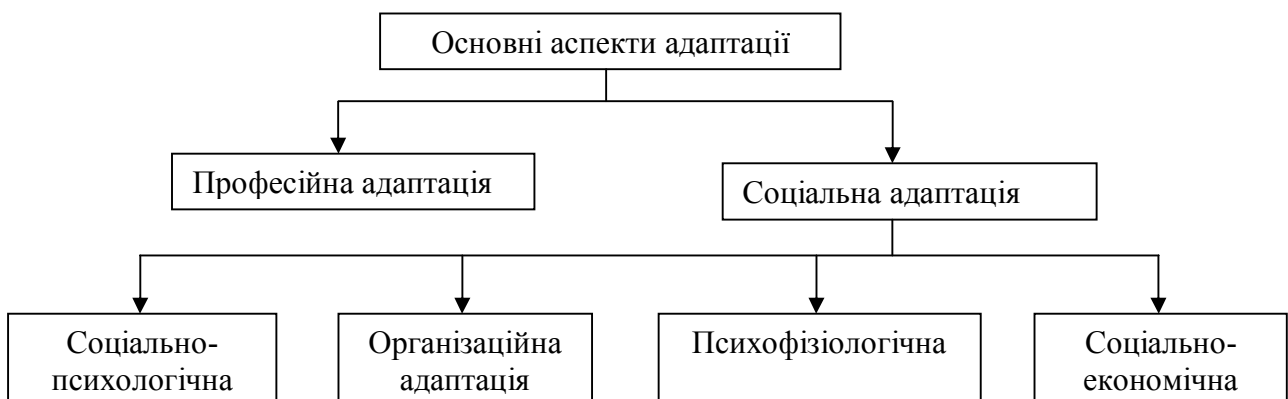 Основні аспекти адаптації
Професійна адаптація
Соціальна адаптація
Соціально-
психологічна
Організаційна
адаптація
Психофізіологічна
Соціально-
економічна